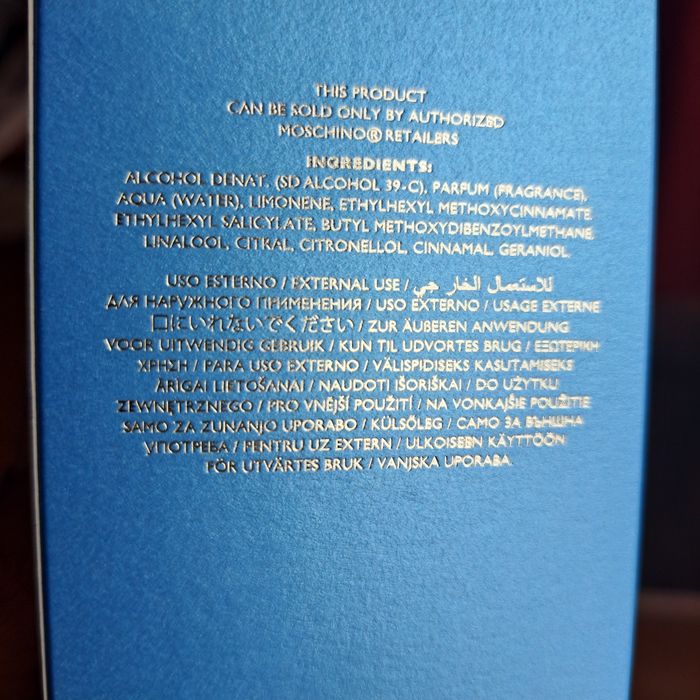 THIS PRODUCT
CAN BE SOLD ONLY BY AUTHORIZED
MOSCHINO® RETAILERS
INGREDIENTS:
ALCOHOL DENAT. (SD ALCOHOL 39-C), PARFUM (FRAGRANCE),
AQUA (WATER), LIMONENE, ETHYLHEXYL METHOXYCINNAMATE,
ETHYLHEXYL SALICYLATE, BUTYL METHOXYDIBENZOYLMETHANE,
LINALOOL, CITRAL, CITRONELLOL, CINNAMAL, GERANIOL.
USO ESTERNO / EXTERNAL USE / للاستعمال الخار جي /
ДЛЯ НАРУЖНОГО ПРИМЕНЕНИЯ / USO EXTERNO / USAGE EXTERNE
口にいれないでください / ZUR ÄUBEREN ANWENDUNG
VOOR UITWENDIG GEBRUIK / KUN TIL UDVORTES BRUG / ΕΞΩΤΕΡΙΚΗ
ΧΡΗΣΗ / PARA USO EXTERNO / VÄLISPIDISEKS KASUTAMISEKS
ĀRĪGAI LIETOŠANAI / NAUDOTI IŠORIŠKAI / DO UŻYTKU
ZEWNĘTRZNEGO / PRO VNĚJŠÍ POUŽITÍ / NA VONKAJŠIE POUŽITIE
SAMO ZA ZUNANJO UPORABO / KÜLSŐLEG / САМО ЗА ВЪНШНА
УПОТРЕБА / PENTRU UZ EXTERN / ULKOISEEN KÄYTTÖÖN
FÖR UTVÄRTES BRUK / VANJSKA UPORABA